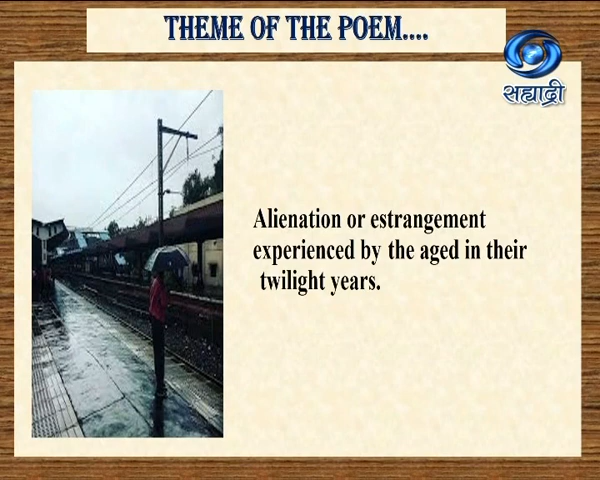 THEME OF THE POEM....
सह्याद्री
Alienation or estrangement
experienced by the aged in their
twilight years.